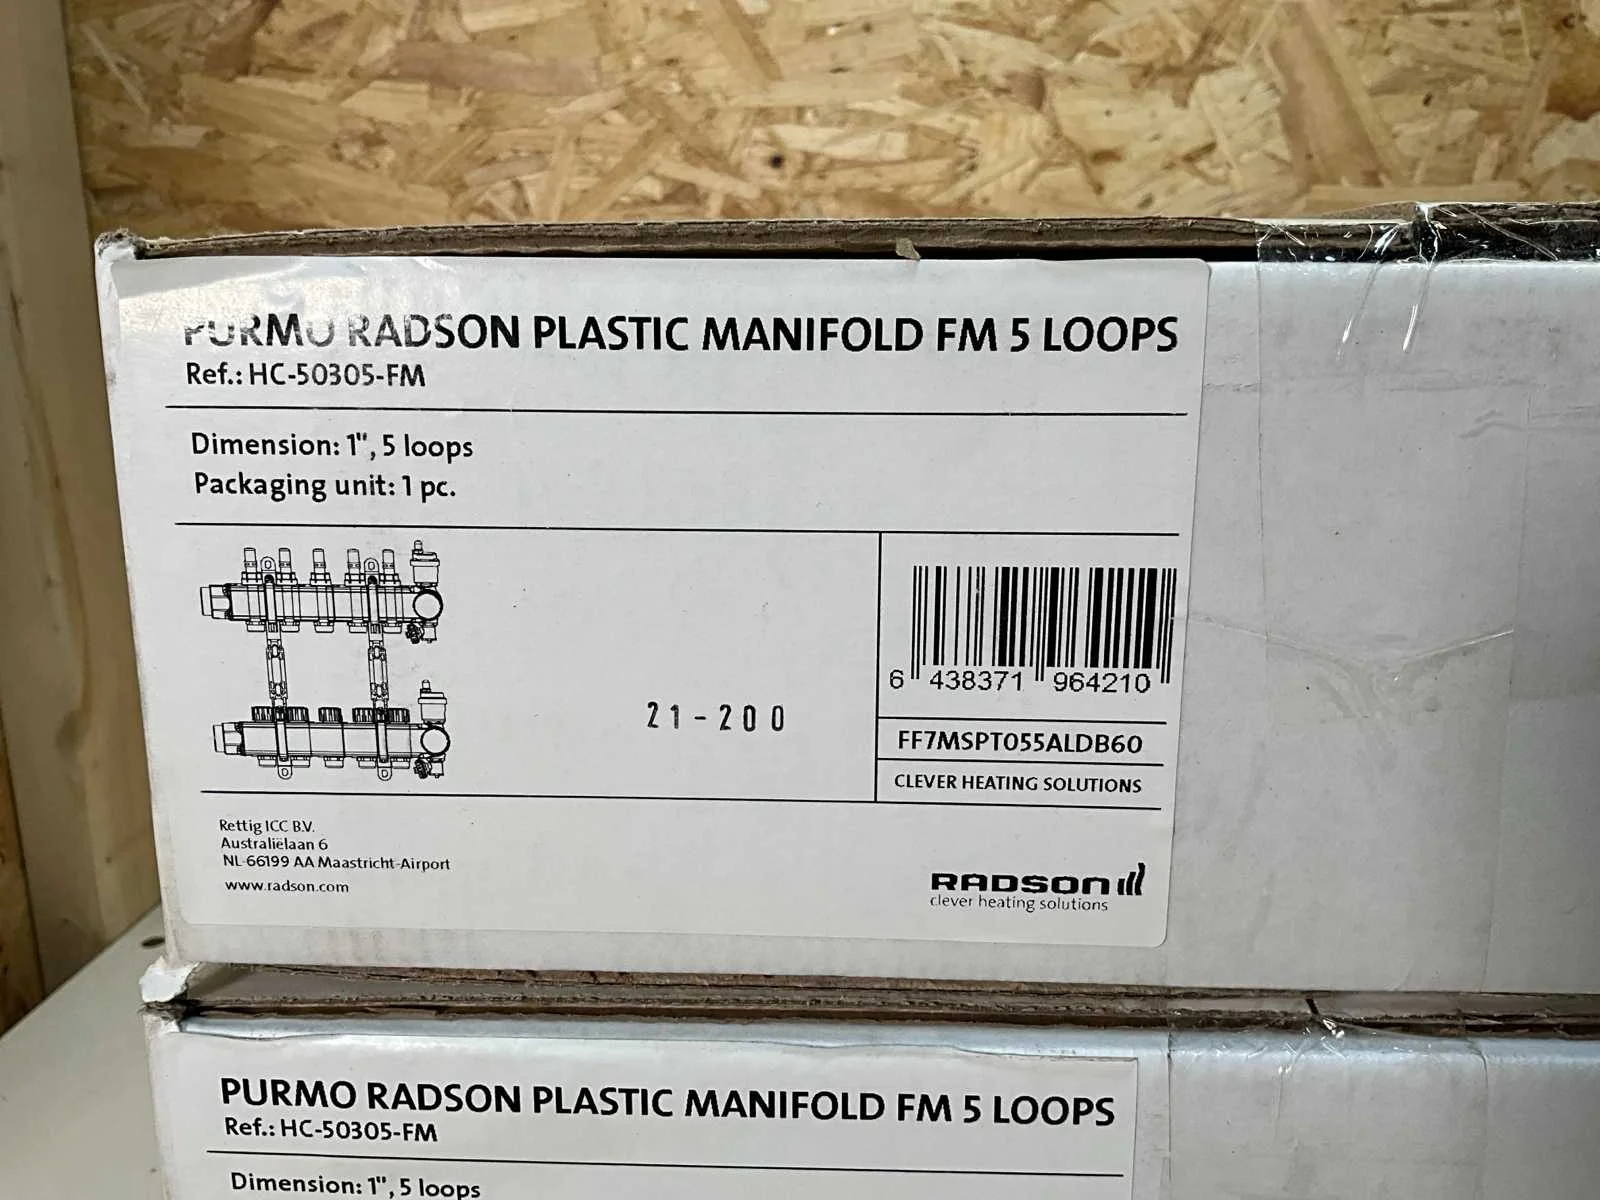 PURMO RADSON PLASTIC MANIFOLD FM 5 LOOPS
Ref.: HC-50305-FM
Dimension: 1", 5 loops
Packaging unit: 1 pc.
21-200
6 438371 964210
FF7MSPT055ALDB60
CLEVER HEATING SOLUTIONS
Rettig ICC B.V.
Australiëlaan 6
NL-66199 AA Maastricht-Airport
www.radson.com
RADSON
clever heating solutions
PURMO RADSON PLASTIC MANIFOLD FM 5 LOOPS
Ref.: HC-50305-FM
Dimension: 1", 5 loops